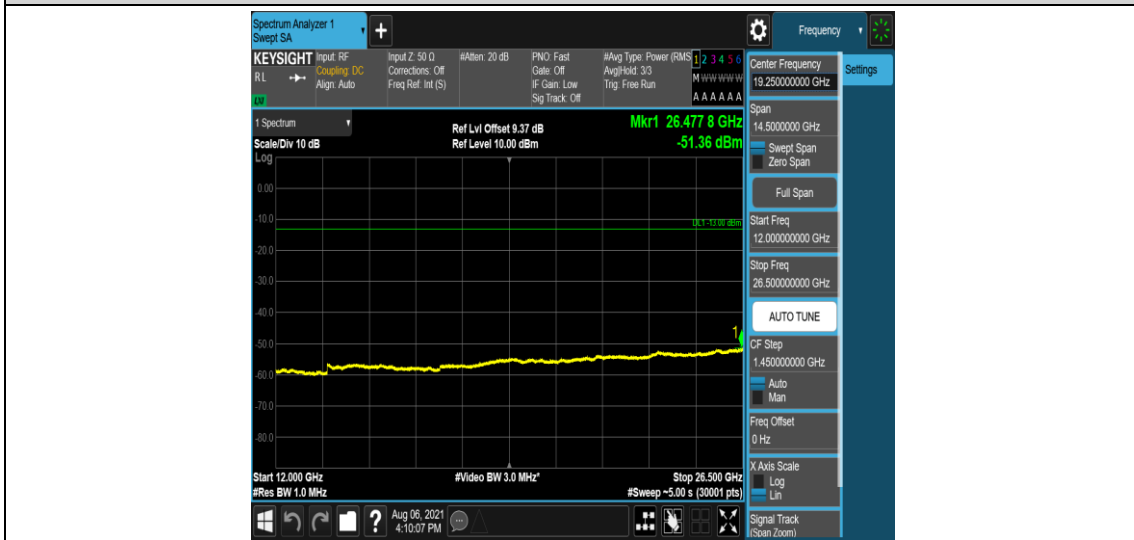 Spectrum Analyzer 1
Swept SA
Frequency
KEYSIGHT
RL
Input: RF
Coupling: DC
Align: Auto
Input Z: 50 Ω
Corrections: Off
Freq Ref: Int (S)
#Atten: 20 dB
PNO: Fast
Gate: Off
IF Gain: Low
Sig Track: Off
#Avg Type: Power (RMS
Avg|Hold: 3/3
Trig: Free Run
1 2 3 4 5 6
M W W W W W
A A A A A A
1 Spectrum
Scale/Div 10 dB
Log
Ref Lvl Offset 9.37 dB
Ref Level 10.00 dBm
Mkr1 26.477 8 GHz
-51.36 dBm
0.00
-10.0
DL1 -13.00 dBm
-20.0
-30.0
-40.0
1
-50.0
-60.0
-70.0
-80.0
Start 12.000 GHz
#Res BW 1.0 MHz
#Video BW 3.0 MHz*
Stop 26.500 GHz
#Sweep ~5.00 s (30001 pts)
Aug 06, 2021
4:10:07 PM
Center Frequency
19.250000000 GHz
Settings
Span
14.5000000 GHz
Swept Span
Zero Span
Full Span
Start Freq
12.000000000 GHz
Stop Freq
26.500000000 GHz
AUTO TUNE
CF Step
1.450000000 GHz
Auto
Man
Freq Offset
0 Hz
X Axis Scale
Log
Lin
Signal Track
(Span Zoom)